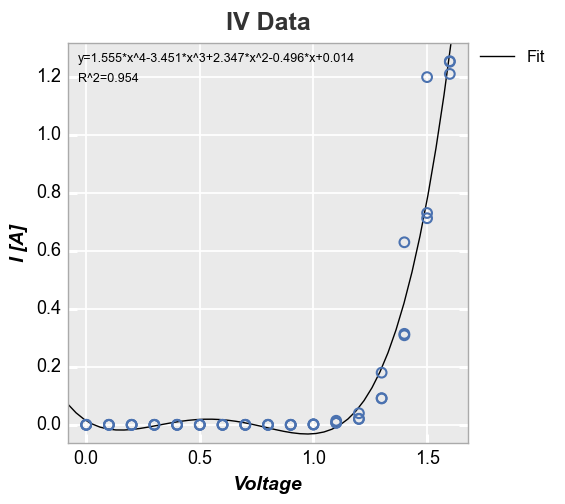 IV Data
y=1.555*x^4-3.451*x^3+2.347*x^2-0.496*x+0.014
R^2=0.954
Fit
1.2
1.0
0.8
0.6
0.4
0.2
0.0
I [A]
0.0 0.5 1.0 1.5
Voltage